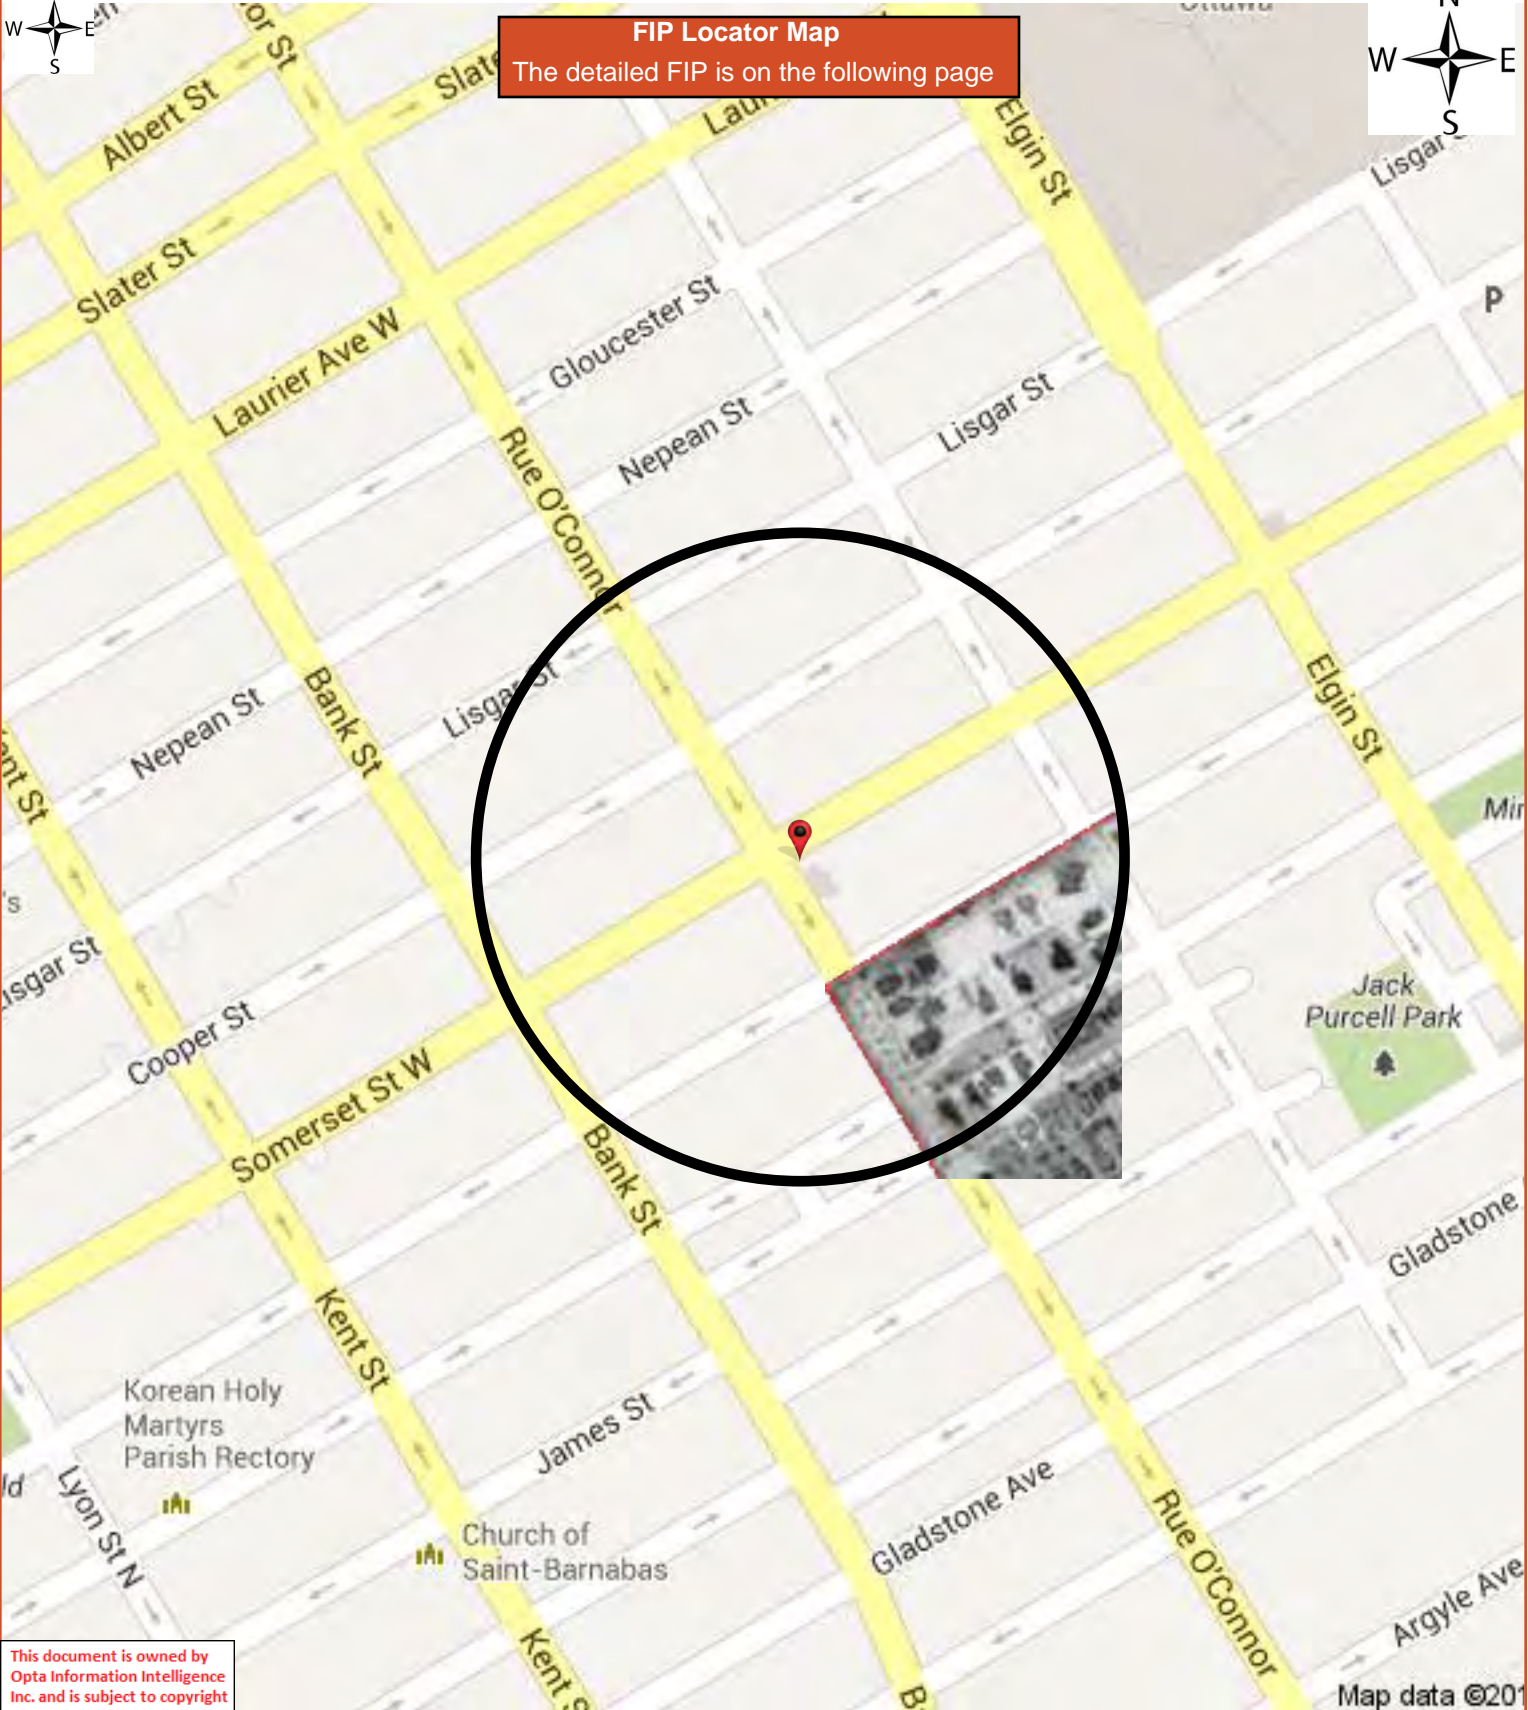 W
E
S
FIP Locator Map
The detailed FIP is on the following page
N
W
E
S
Albert St
Elgin St
Slater St
Lisgar
P
Laurier Ave W
Gloucester St
Nepean St
Lisgar St
Rue O'Connor
Nepean St
Bank St
Lisgar St
Elgin St
Cooper St
Jack
Purcell Park
Somerset St W
Bank St
Gladstone
Kent St
Korean Holy
Martyrs
Parish Rectory
James St
Lyon St N
Church of
Saint-Barnabas
Gladstone Ave
Rue O'Connor
Argyle Ave
Kent S
This document is owned by
Opta Information Intelligence
Inc. and is subject to copyright
Map data ©201